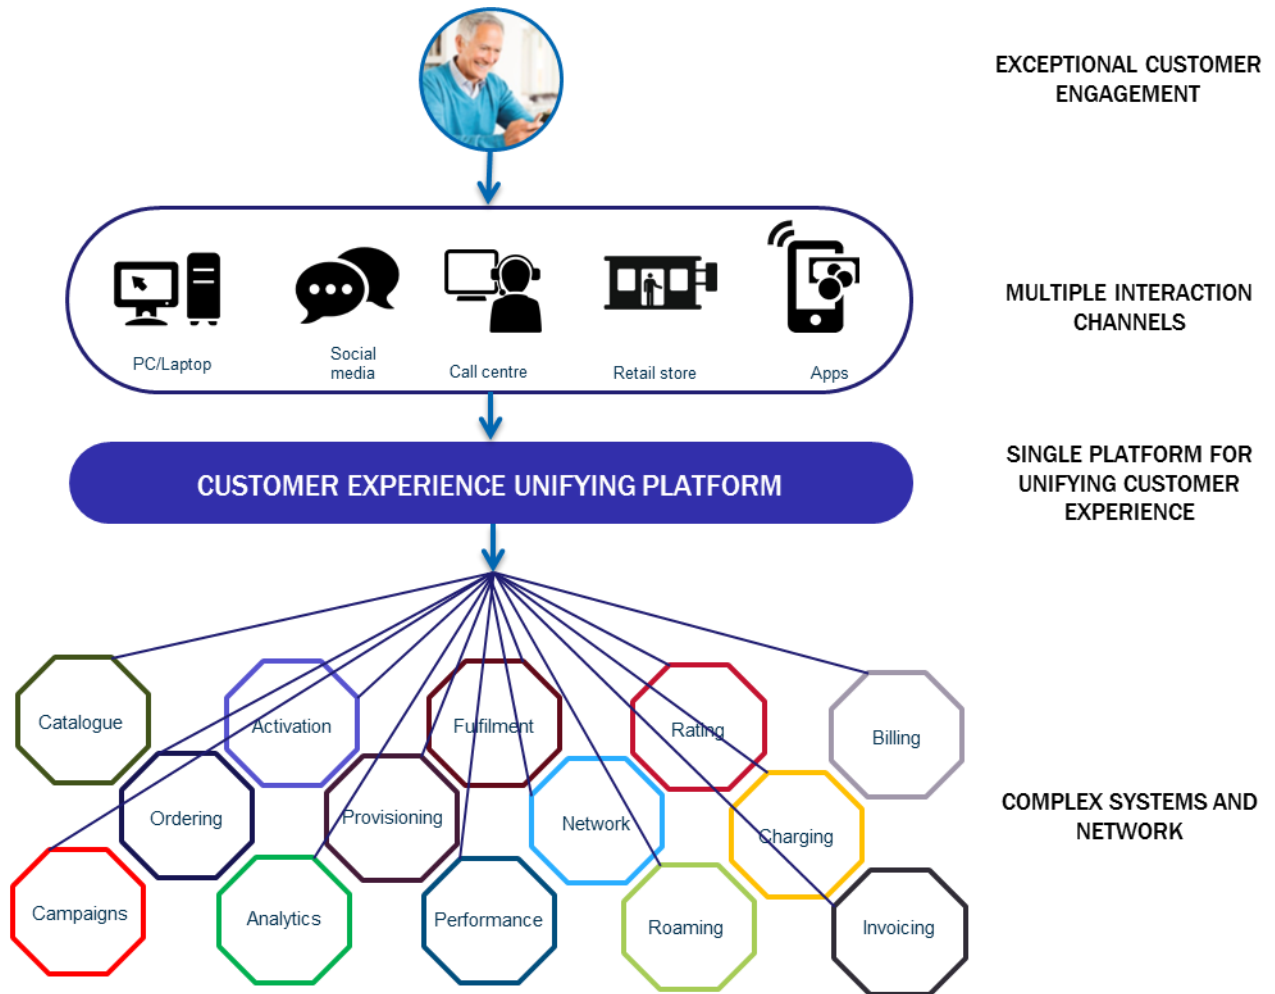 EXCEPTIONAL CUSTOMER
ENGAGEMENT
PC/Laptop
Social
media
Call centre
Retail store
Apps
MULTIPLE INTERACTION
CHANNELS
CUSTOMER EXPERIENCE UNIFYING PLATFORM
SINGLE PLATFORM FOR
UNIFYING CUSTOMER
EXPERIENCE
Catalogue
Activation
Fulfilment
Rating
Billing
Ordering
Provisioning
Network
Charging
COMPLEX SYSTEMS AND
NETWORK
Campaigns
Analytics
Performance
Roaming
Invoicing